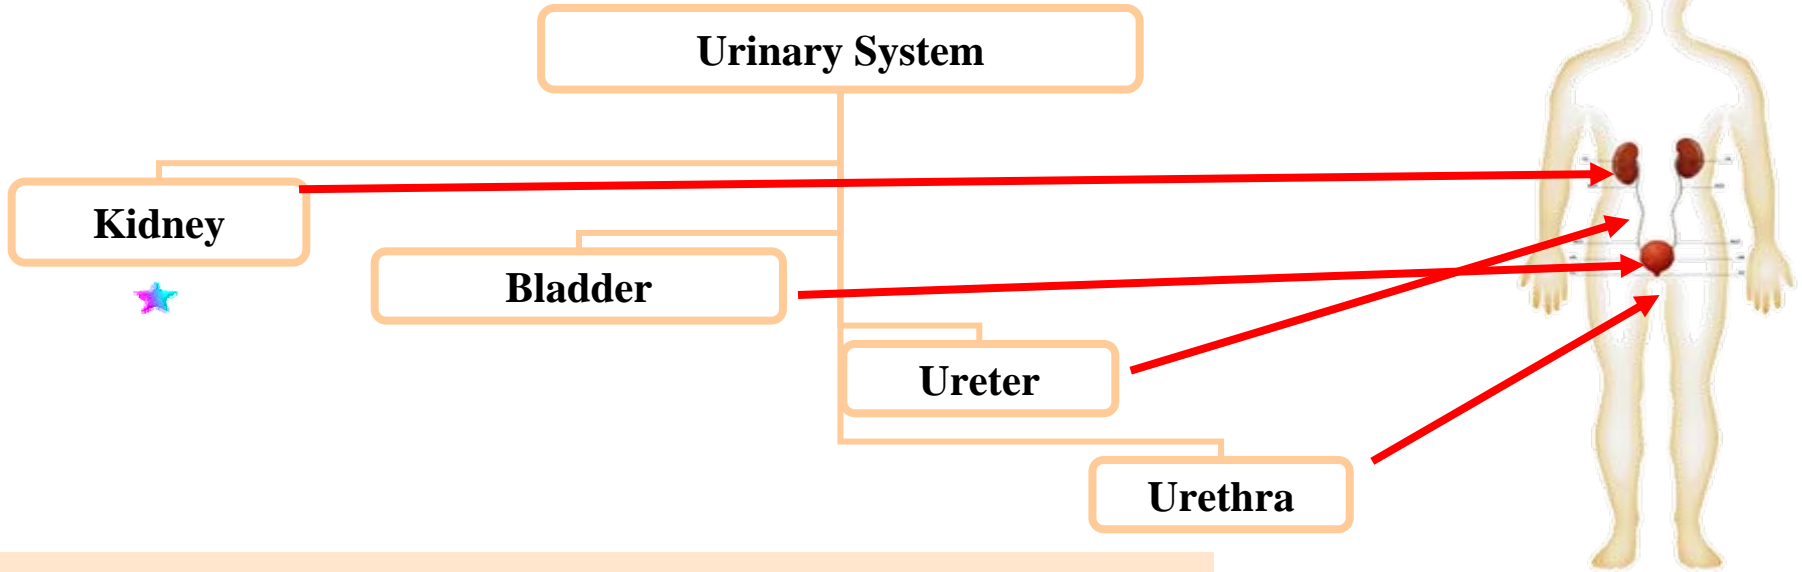 Urinary System
Kidney
Bladder
Ureter
Urethra